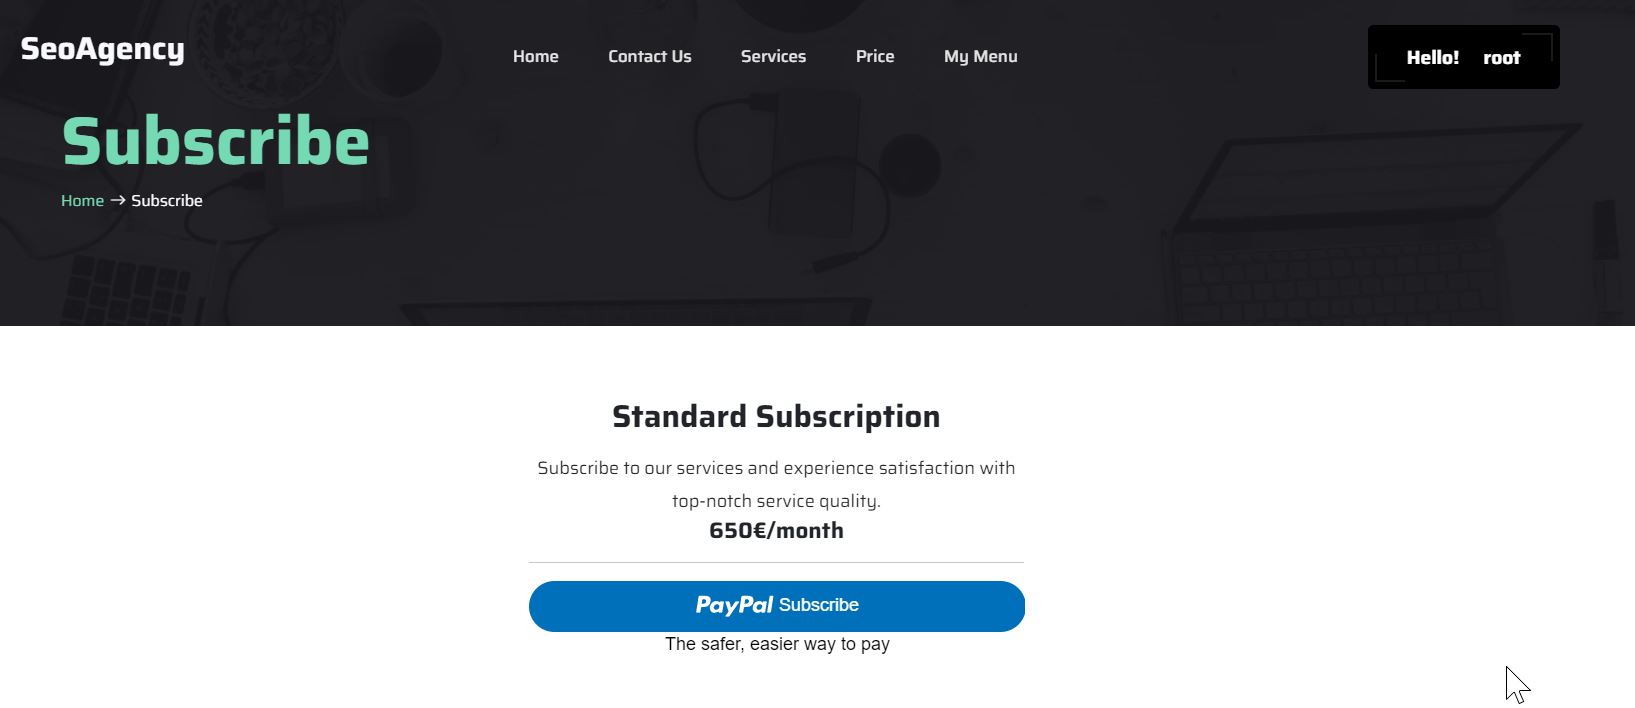 SeoAgency
Home Contact Us Services Price My Menu
Hello! root
Subscribe
Home → Subscribe
Standard Subscription
Subscribe to our services and experience satisfaction with
top-notch service quality.
650€/month
PayPal Subscribe
The safer, easier way to pay